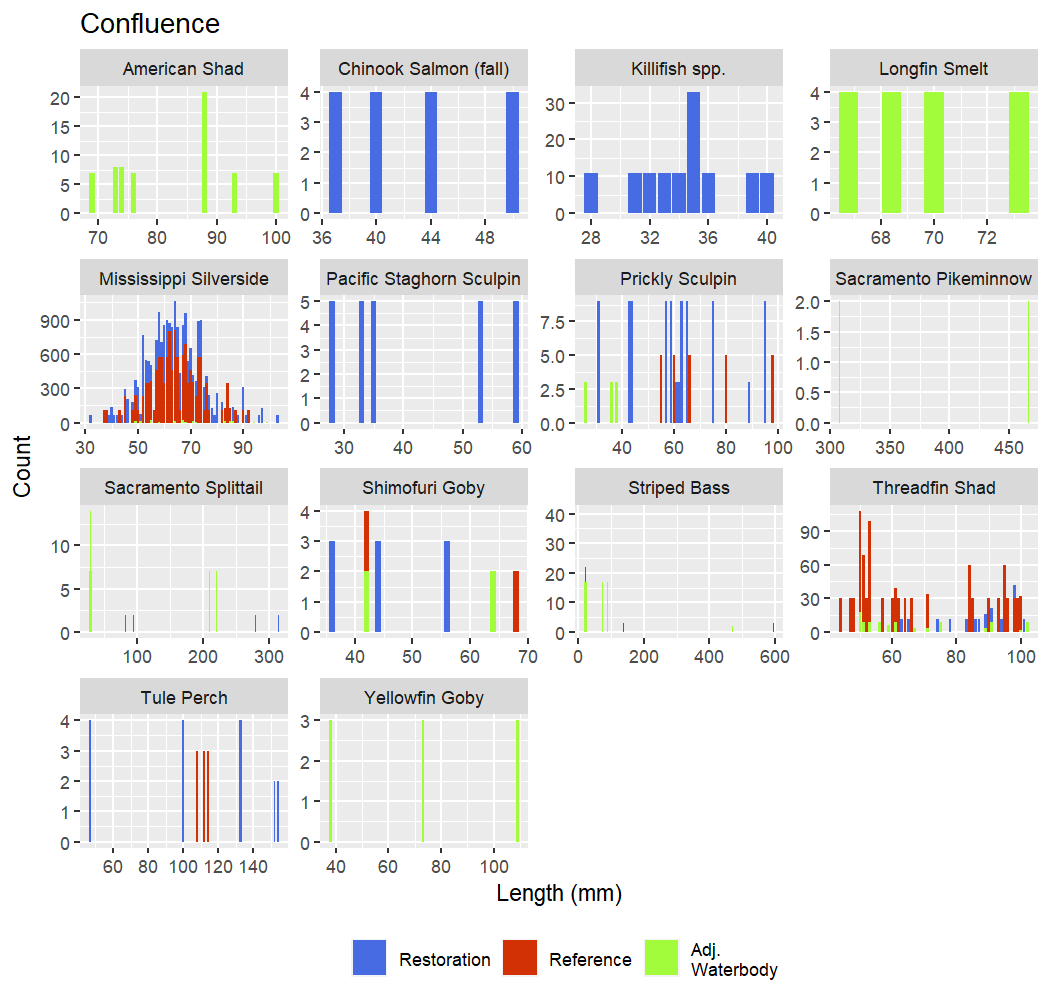 Confluence
American Shad
Chinook Salmon (fall)
Killifish spp.
Longfin Smelt
20
15
10
5
0
70 80 90 100
4
3
2
1
0
36 40 44 48
30
20
10
0
28 32 36 40
4
3
2
1
0
68 70 72
Mississippi Silverside
Pacific Staghorn Sculpin
Prickly Sculpin
Sacramento Pikeminnow
900
600
300
0
30 50 70 90
5
4
3
2
1
0
30 40 50 60
7.5
5.0
2.5
0.0
40 60 80 100
2.0
1.5
1.0
0.5
0.0
300 350 400 450
Sacramento Splittail
Shimofuri Goby
Striped Bass
Threadfin Shad
10
5
0
100 200 300
4
3
2
1
0
40 50 60 70
40
30
20
10
0
0 200 400 600
90
60
30
0
60 80 100
Tule Perch
Yellowfin Goby
4
3
2
1
0
60 80 100 120 140
3
2
1
0
40 60 80 100
Count
Length (mm)
Restoration
Reference
Adj.
Waterbody